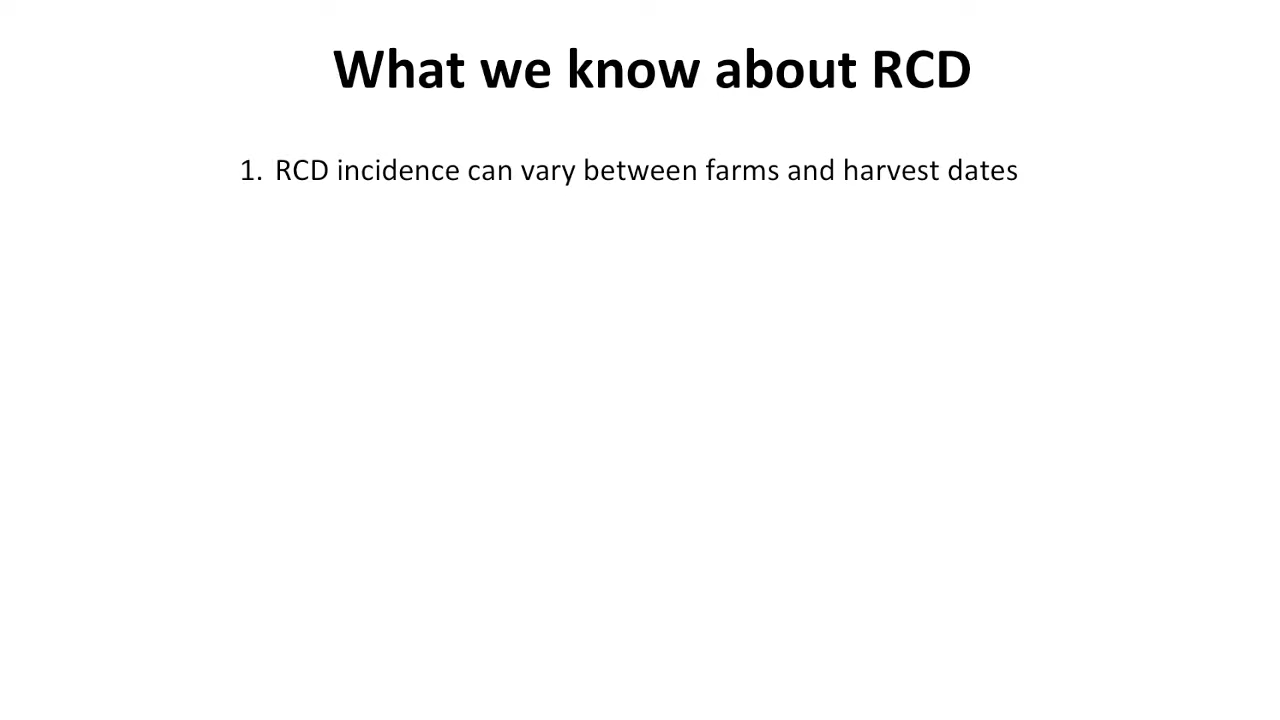 What we know about RCD
1. RCD incidence can vary between farms and harvest dates